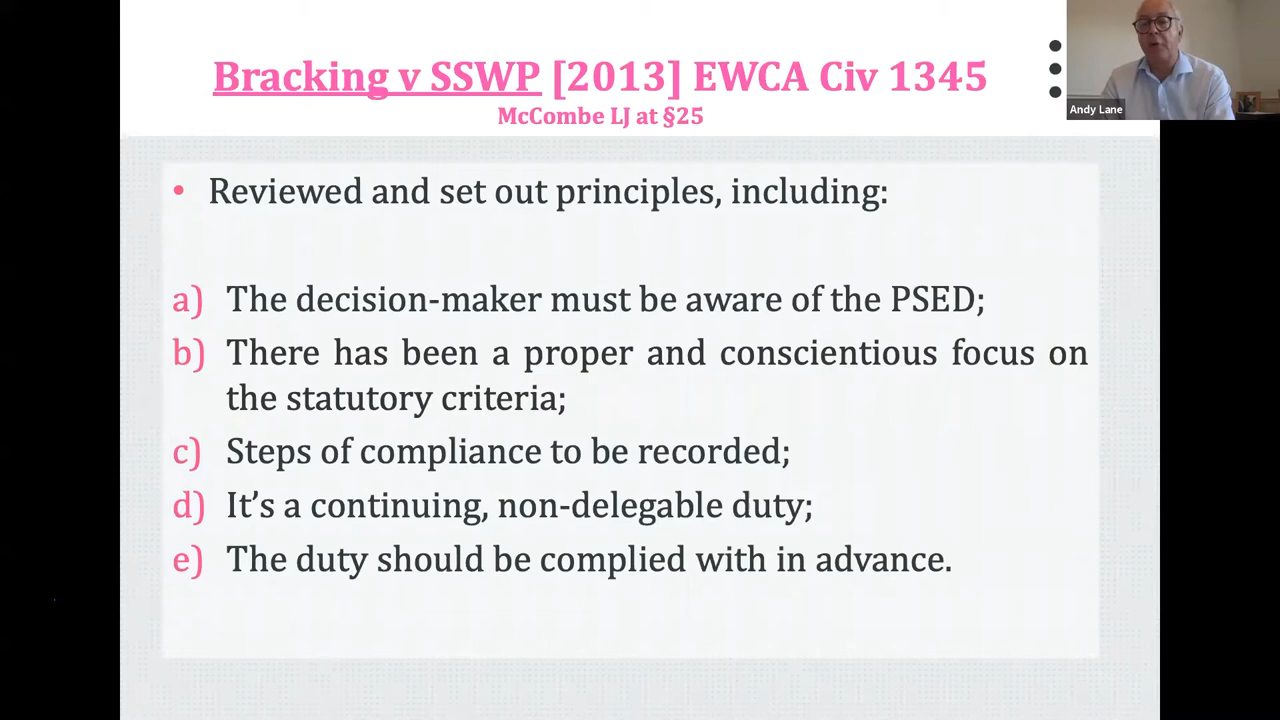 Bracking v SSWP [2013] EWCA Civ 1345
McCombe LJ at §25
Andy Lane
• Reviewed and set out principles, including:
a) The decision-maker must be aware of the PSED;
b) There has been a proper and conscientious focus on
the statutory criteria;
c) Steps of compliance to be recorded;
d) It’s a continuing, non-delegable duty;
e) The duty should be complied with in advance.